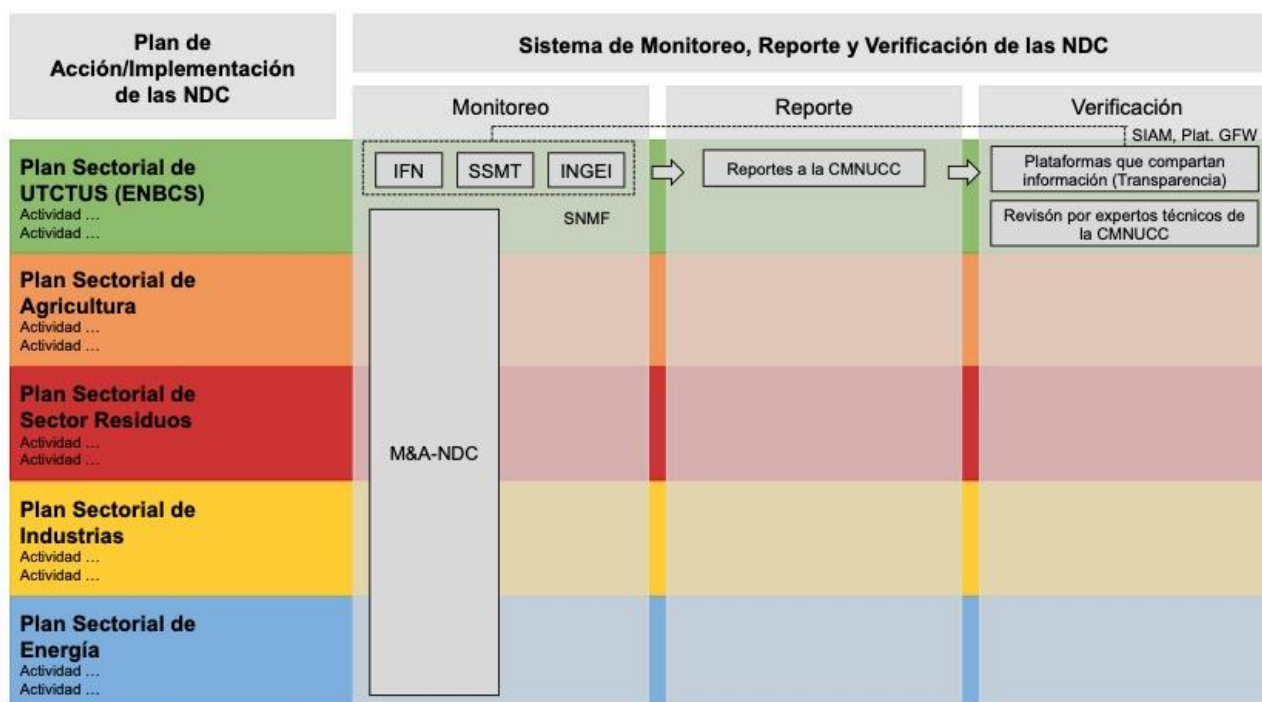 Plan de
Acción/Implementación
de las NDC
Sistema de Monitoreo, Reporte y Verificación de las NDC
Monitoreo
Reporte
Verificación
SIAM, Plat. GFW
Plan Sectorial de
UTCTUS (ENBCS)
Actividad ...
Actividad ...
IFN
SSMT
INGEI
SNMF
Reportes a la CMNUCC
Plataformas que compartan
información (Transparencia)
Revisón por expertos técnicos de
la CMNUCC
Plan Sectorial de
Agricultura
Actividad ...
Actividad ...
Plan Sectorial de
Sector Residuos
Actividad ...
Actividad ...
M&A-NDC
Plan Sectorial de
Industrias
Actividad ...
Actividad ...
Plan Sectorial de
Energía
Actividad ...
Actividad ...